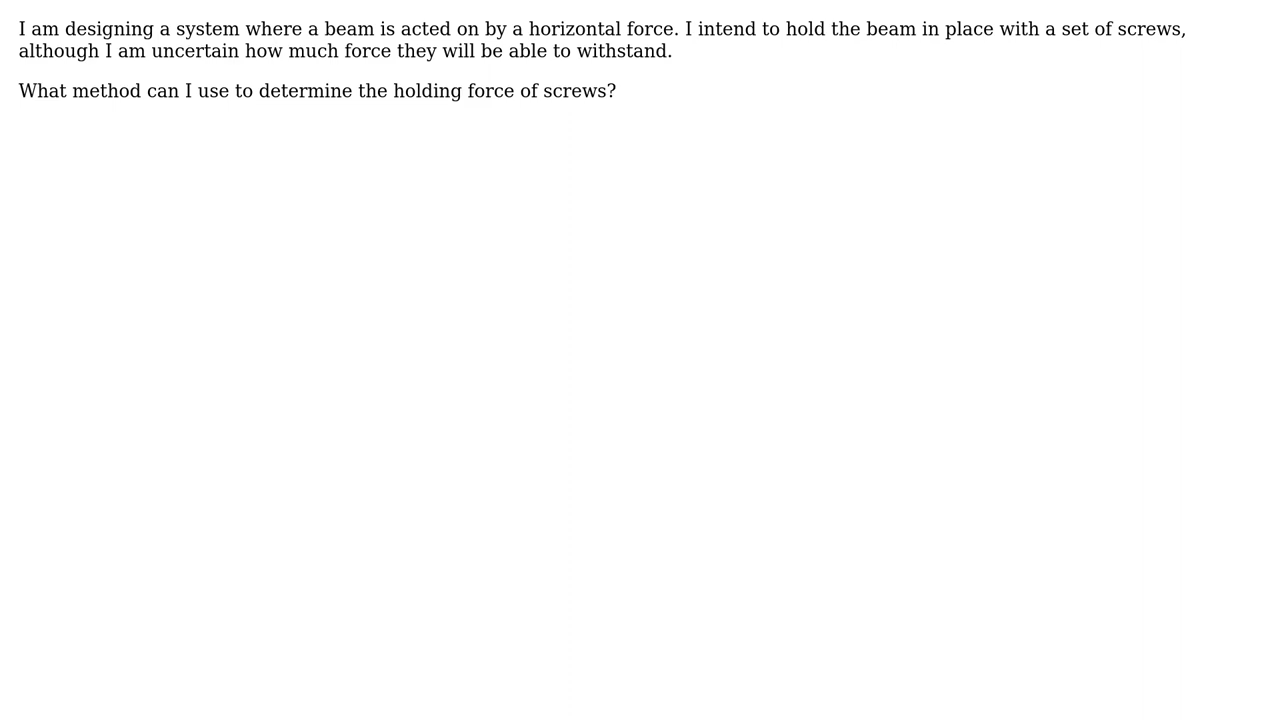 I am designing a system where a beam is acted on by a horizontal force. I intend to hold the beam in place with a set of screws,
although I am uncertain how much force they will be able to withstand.
What method can I use to determine the holding force of screws?